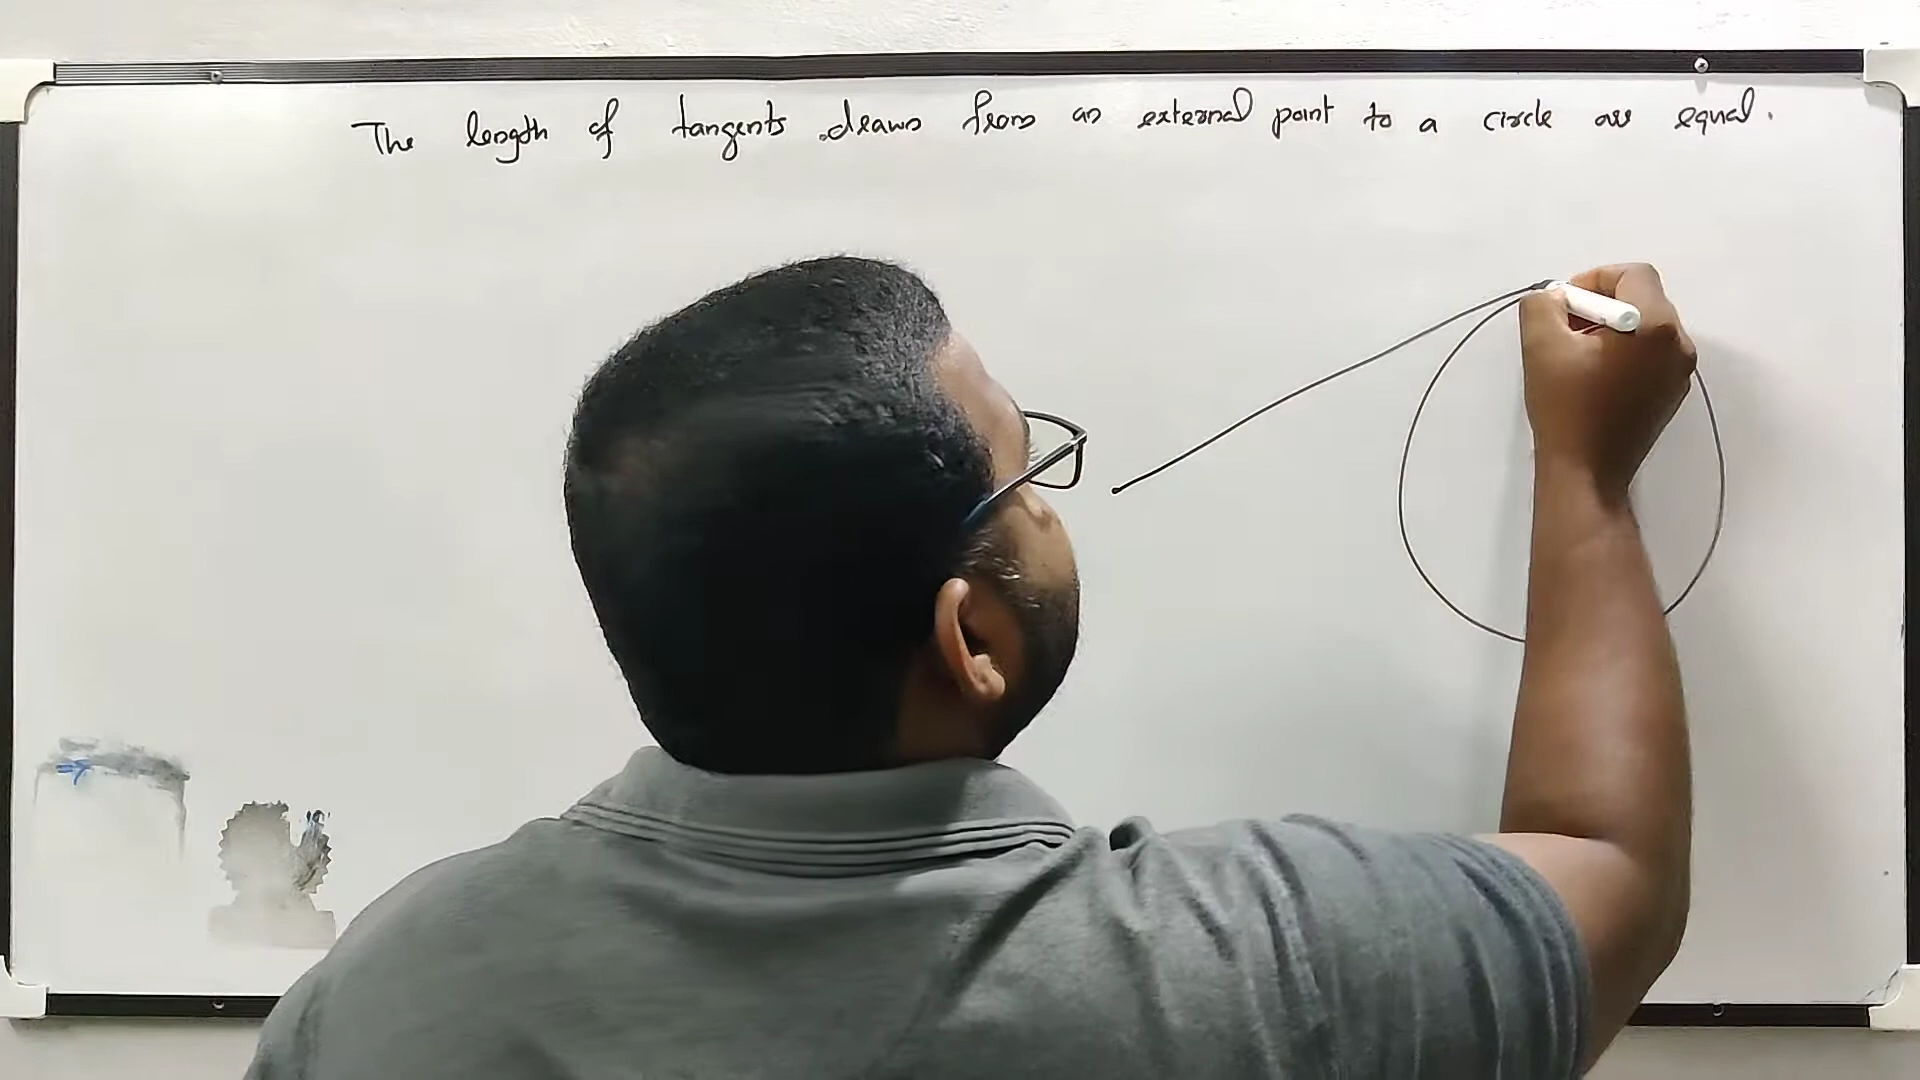 The length of tangents drawn from an external point to a circle are equal.